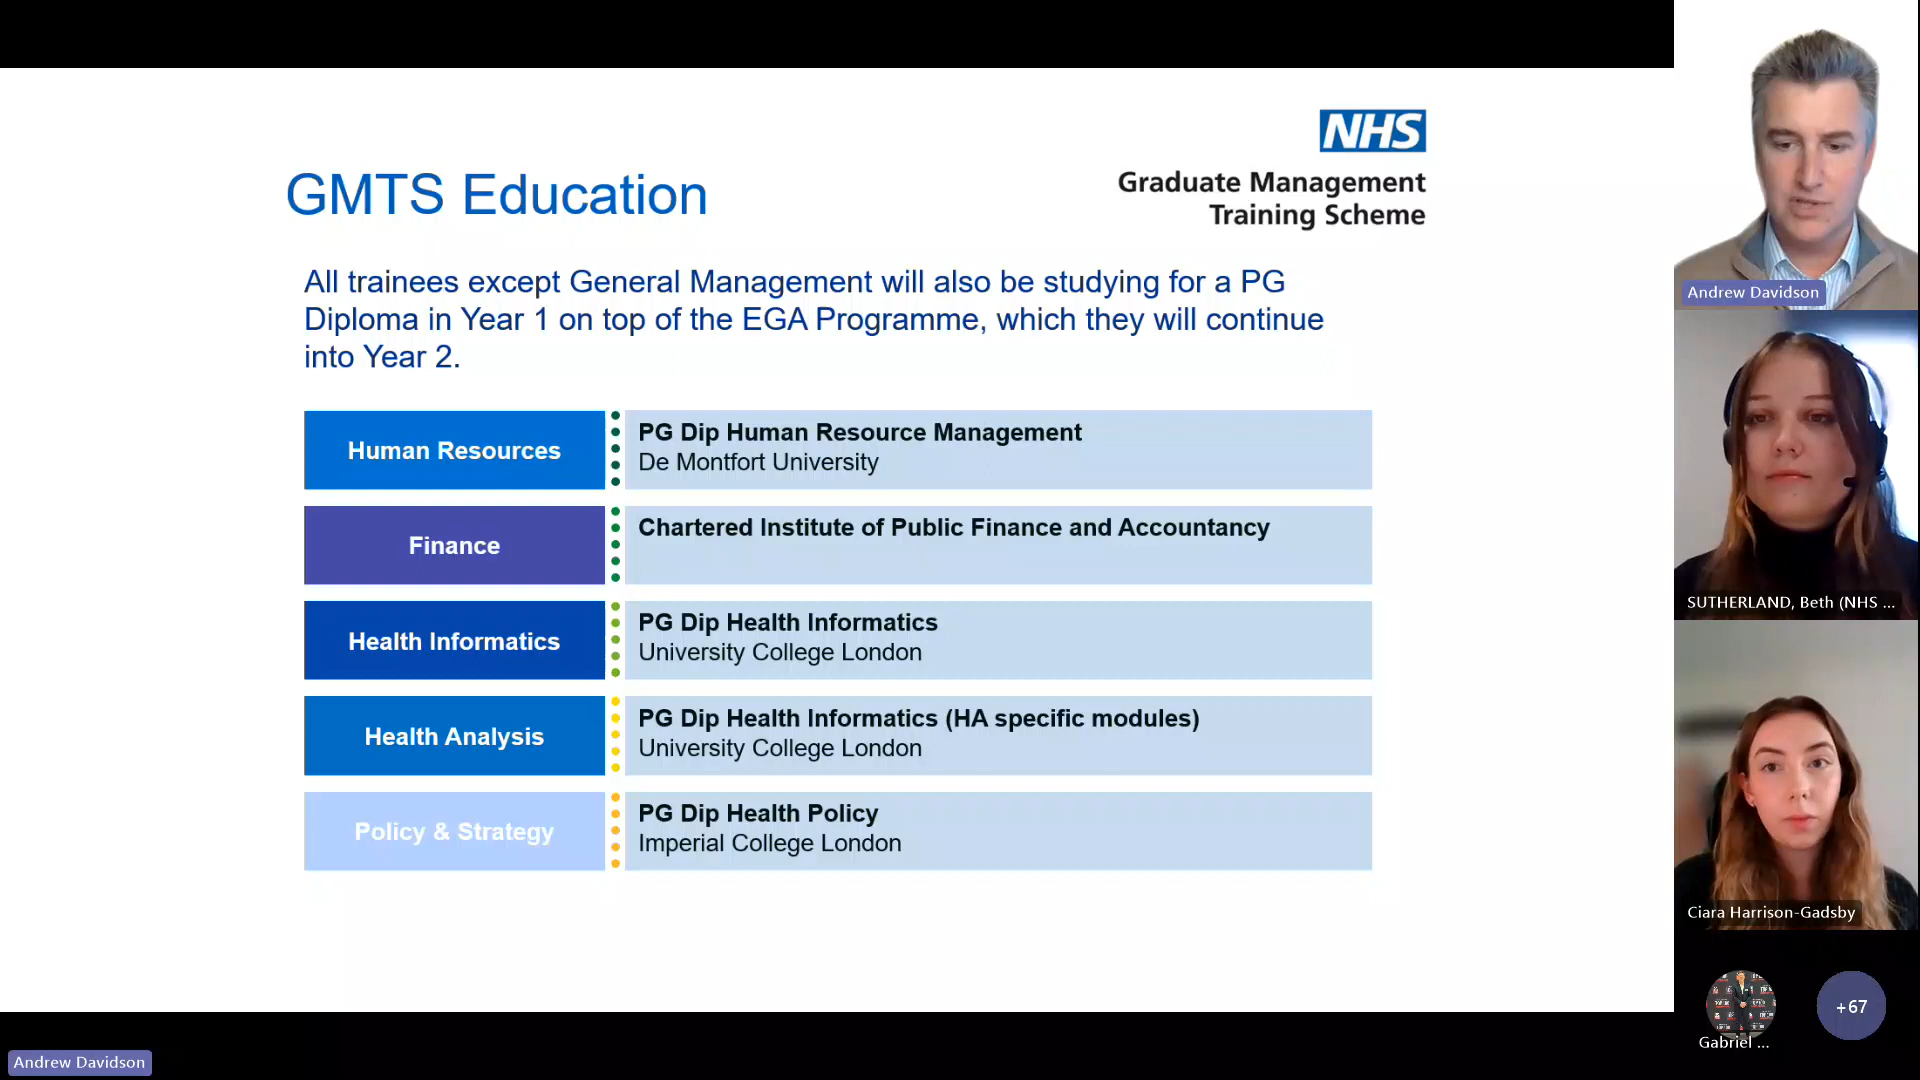 NHS
Graduate Management
Training Scheme
GMTS Education
All trainees except General Management will also be studying for a PG
Diploma in Year 1 on top of the EGA Programme, which they will continue
into Year 2.
Human Resources
PG Dip Human Resource Management
De Montfort University
Finance
Chartered Institute of Public Finance and Accountancy
Health Informatics
PG Dip Health Informatics
University College London
Health Analysis
PG Dip Health Informatics (HA specific modules)
University College London
Policy & Strategy
PG Dip Health Policy
Imperial College London
Andrew Davidson
SUTHERLAND, Beth (NHS ...
Ciara Harrison-Gadsby
Gabriel ...
+67
Andrew Davidson